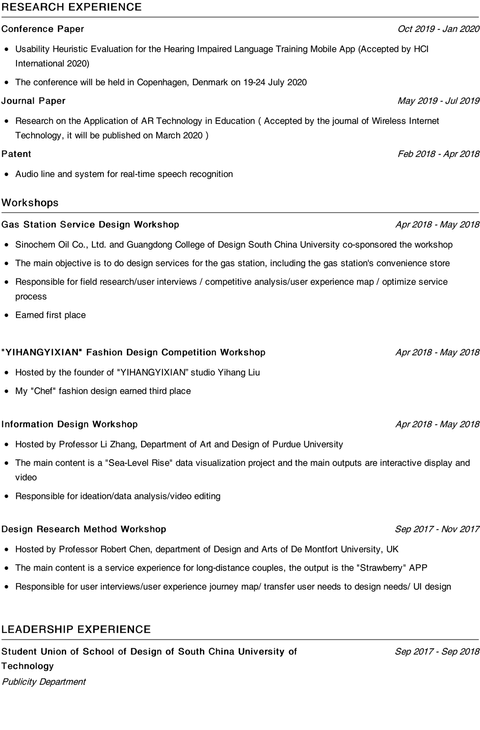 RESEARCH EXPERIENCE
Conference Paper Oct 2019 - Jan 2020
• Usability Heuristic Evaluation for the Hearing Impaired Language Training Mobile App (Accepted by HCI
International 2020)
• The conference will be held in Copenhagen, Denmark on 19-24 July 2020
Journal Paper May 2019 - Jul 2019
• Research on the Application of AR Technology in Education ( Accepted by the journal of Wireless Internet
Technology, it will be published on March 2020 )
Patent Feb 2018 - Apr 2018
• Audio line and system for real-time speech recognition
Workshops
Gas Station Service Design Workshop Apr 2018 - May 2018
• Sinochem Oil Co., Ltd. and Guangdong College of Design South China University co-sponsored the workshop
• The main objective is to do design services for the gas station, including the gas station's convenience store
• Responsible for field research/user interviews / competitive analysis/user experience map / optimize service
process
• Earned first place
"YIHANGYIXIAN" Fashion Design Competition Workshop Apr 2018 - May 2018
• Hosted by the founder of "YIHANGYIXIAN" studio Yihang Liu
• My "Chef" fashion design earned third place
Information Design Workshop Apr 2018 - May 2018
• Hosted by Professor Li Zhang, Department of Art and Design of Purdue University
• The main content is a "Sea-Level Rise" data visualization project and the main outputs are interactive display and
video
• Responsible for ideation/data analysis/video editing
Design Research Method Workshop Sep 2017 - Nov 2017
• Hosted by Professor Robert Chen, department of Design and Arts of De Montfort University, UK
• The main content is a service experience for long-distance couples, the output is the "Strawberry" APP
• Responsible for user interviews/user experience journey map/ transfer user needs to design needs/ UI design
LEADERSHIP EXPERIENCE
Student Union of School of Design of South China University of Sep 2017 - Sep 2018
Technology
Publicity Department